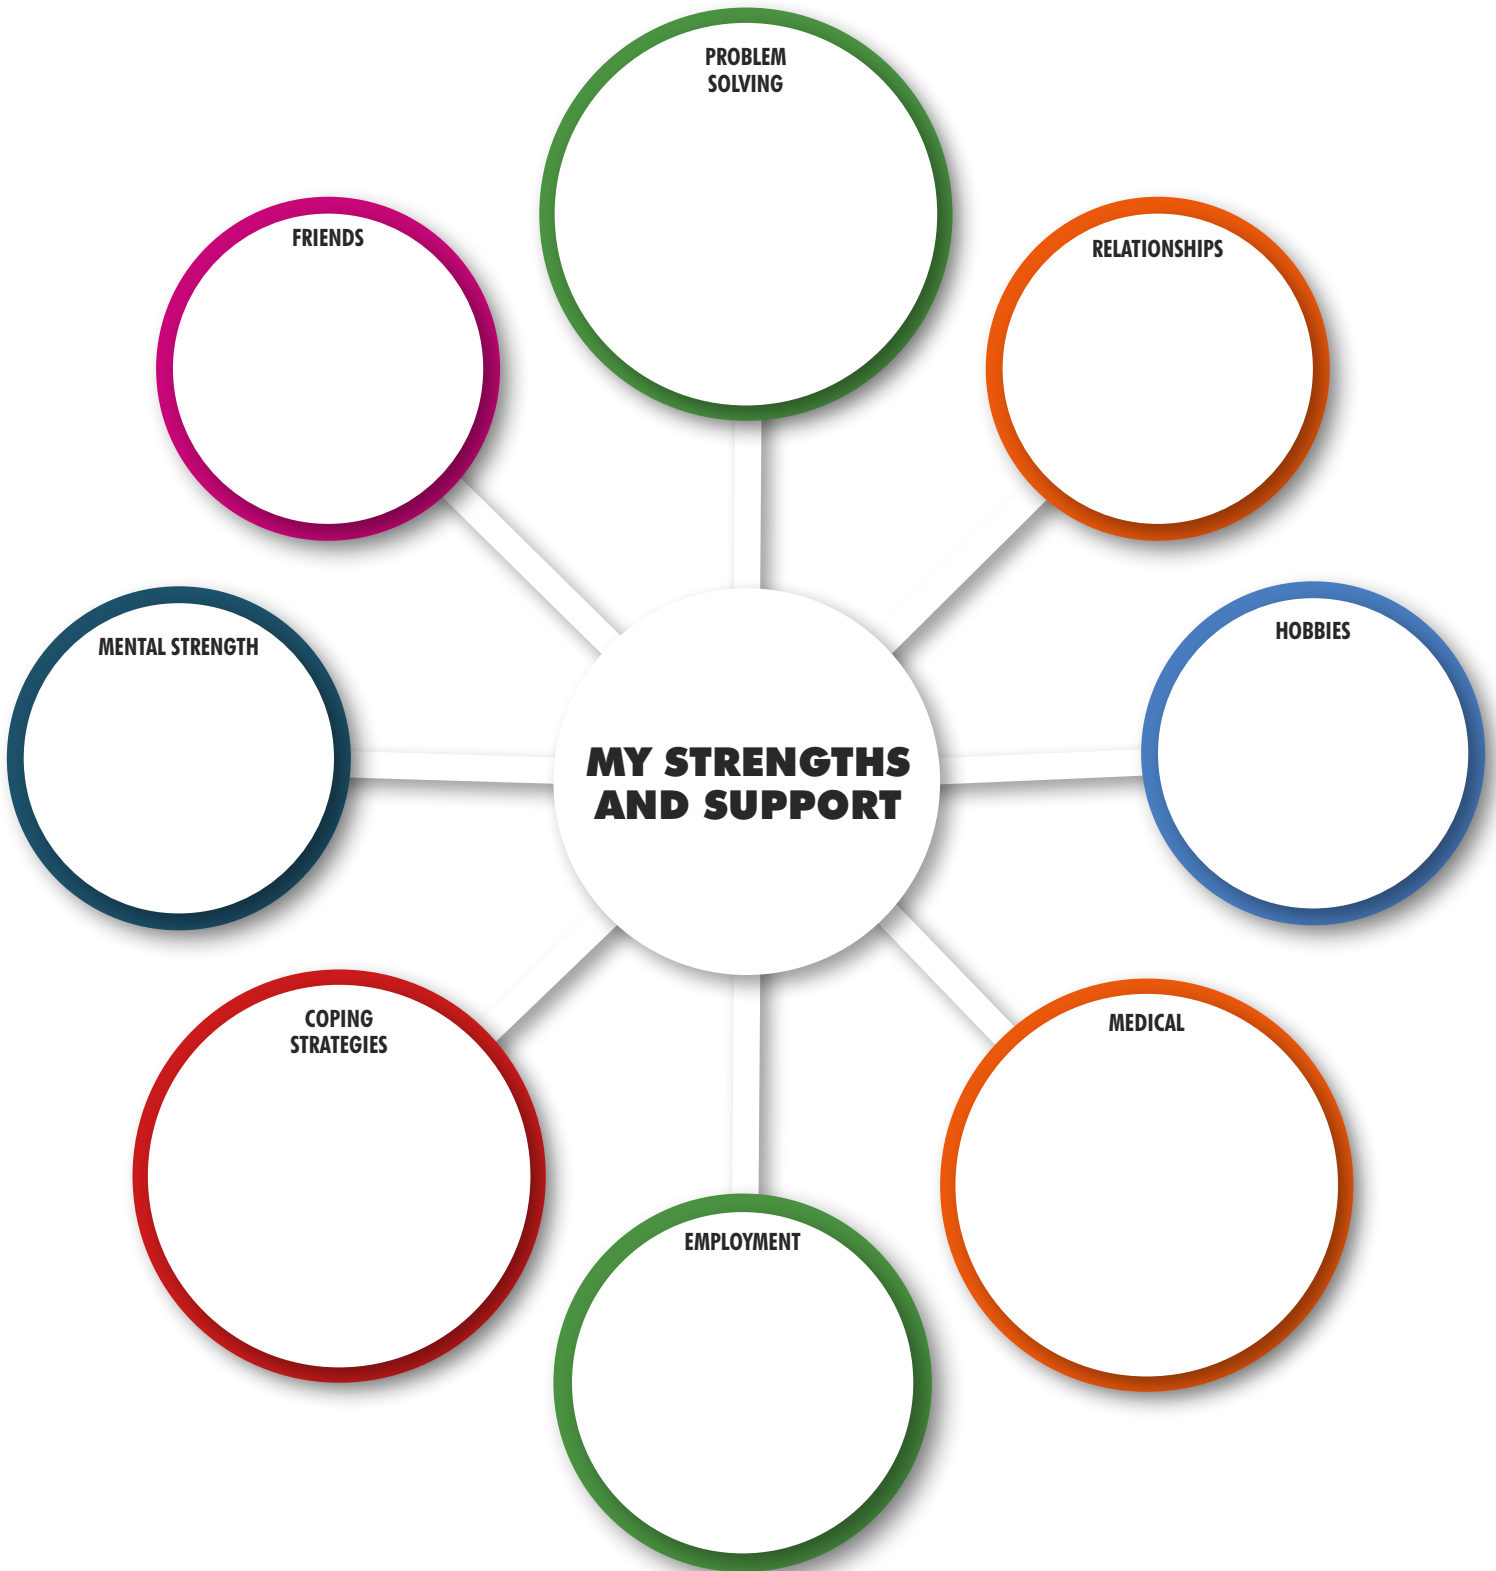 PROBLEM
SOLVING
FRIENDS
RELATIONSHIPS
MENTAL STRENGTH
HOBBIES
MY STRENGTHS
AND SUPPORT
COPING
STRATEGIES
MEDICAL
EMPLOYMENT